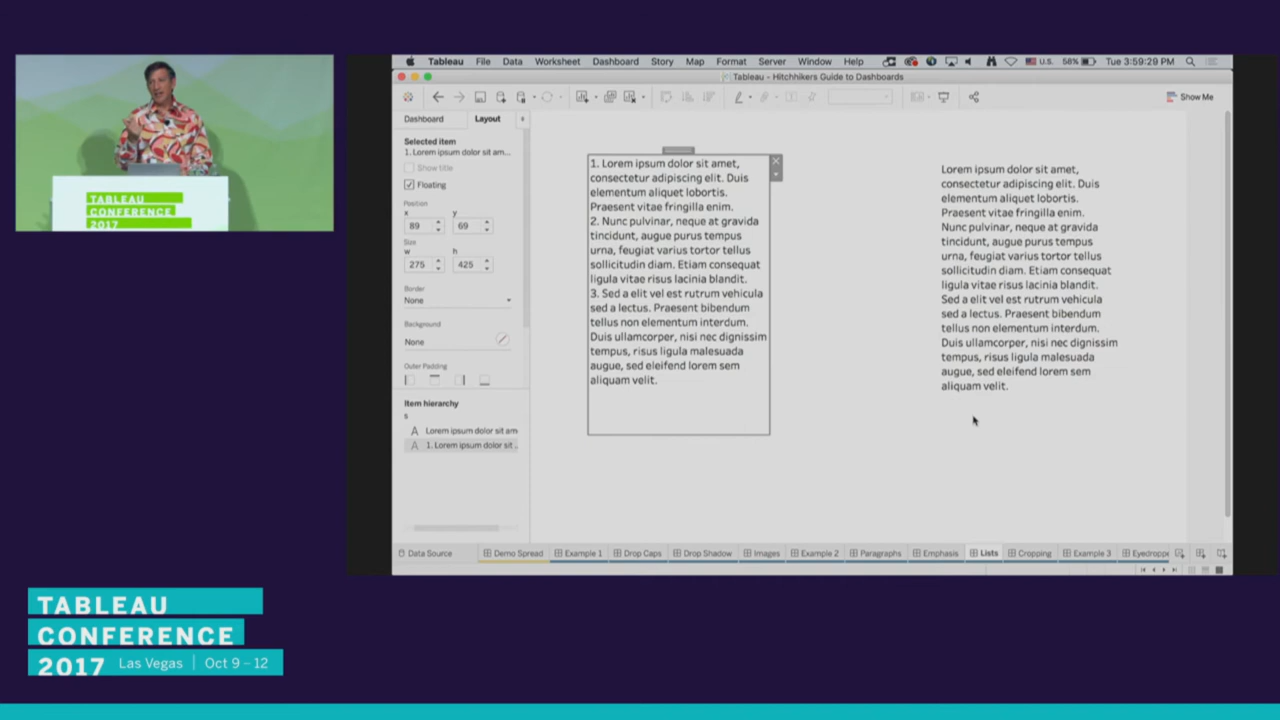 TABLEAU
CONFERENCE
2017
Tableau File Data Worksheet Dashboard Story Map Format Server Window Help U.S. 58% Tue 3:59:29 PM
Tableau - Hitchhikers Guide to Dashboards
Show Me
Dashboard Layout
Selected item
1. Lorem ipsum dolor sit am...
Show title
Floating
Position
x y
89 69
Size
w h
275 425
Border
None
Background
None
Outer Padding
Item hierarchy
s
Lorem ipsum dolor sit am
1. Lorem ipsum dolor sit .
1. Lorem ipsum dolor sit amet,
consectetur adipiscing elit. Duis
elementum aliquet lobortis.
Praesent vitae fringilla enim.
2. Nunc pulvinar, neque at gravida
tincidunt, augue purus tempus
urna, feugiat varius tortor tellus
sollicitudin diam. Etiam consequat
ligula vitae risus lacinia blandit.
3. Sed a elit vel est rutrum vehicula
sed a lectus. Praesent bibendum
tellus non elementum interdum.
Duis ullamcorper, nisi nec dignissim
tempus, risus ligula malesuada
augue, sed eleifend lorem sem
aliquam velit.
Lorem ipsum dolor sit amet,
consectetur adipiscing elit. Duis
elementum aliquet lobortis.
Praesent vitae fringilla enim.
Nunc pulvinar, neque at gravida
tincidunt, augue purus tempus
urna, feugiat varius tortor tellus
sollicitudin diam. Etiam consequat
ligula vitae risus lacinia blandit.
Sed a elit vel est rutrum vehicula
sed a lectus. Praesent bibendum
tellus non elementum interdum.
Duis ullamcorper, nisi nec dignissim
tempus, risus ligula malesuada
augue, sed eleifend lorem sem
aliquam velit.
Data Source Demo Spread Example 1 Drop Caps Drop Shadow Images Example 2 Paragraphs Emphasis Lists Cropping Example 3 Eyedroppe
TABLEAU
CONFERENCE
2017 Las Vegas | Oct 9 – 12